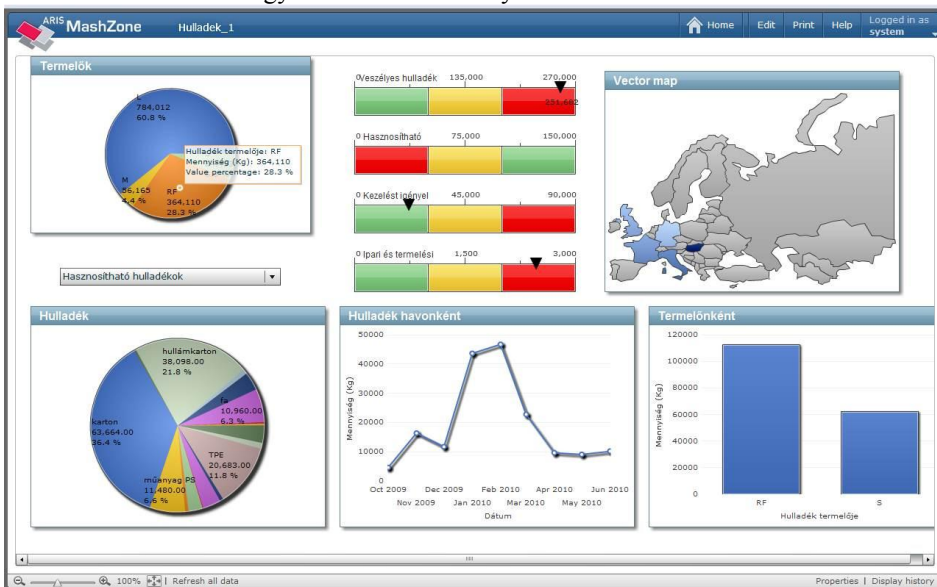 ARIS MashZone
Hulladek_1
Home
Edit
Print
Help
Logged in as
system
Termelők
L
784,012
60.8 %
M
56,165
4.4 %
RF
364,110
28.3 %
Hulladék termelője: RF
Mennyiség (Kg): 364,110
Value percentage: 28.3 %
0 Veszélyes hulladék 135,000 270,000
251,662
0 Hasznosítható 75,000 150,000
0 Kezelést igényel 45,000 90,000
0 Ipari és termelési 1,500 3,000
Vector map
Hasznosítható hulladékok
Hulladék
hullámkarton
38,098.00
21.8 %
fa
10,960.00
6.3 %
karton
63,664.00
36.4 %
TPE
20,683.00
11.8 %
műanyag PS
11,480.00
6.6 %
Hulladék havonként
Mennyiség (Kg)
50000
40000
30000
20000
10000
0
Oct 2009 Dec 2009 Feb 2010 Apr 2010 Jun 2010
Nov 2009 Jan 2010 Mar 2010 May 2010
Dátum
Termelőnként
Mennyiség (Kg)
120000
100000
80000
60000
40000
20000
0
RF S
Hulladék termelője
100%
Refresh all data
Properties | Display history